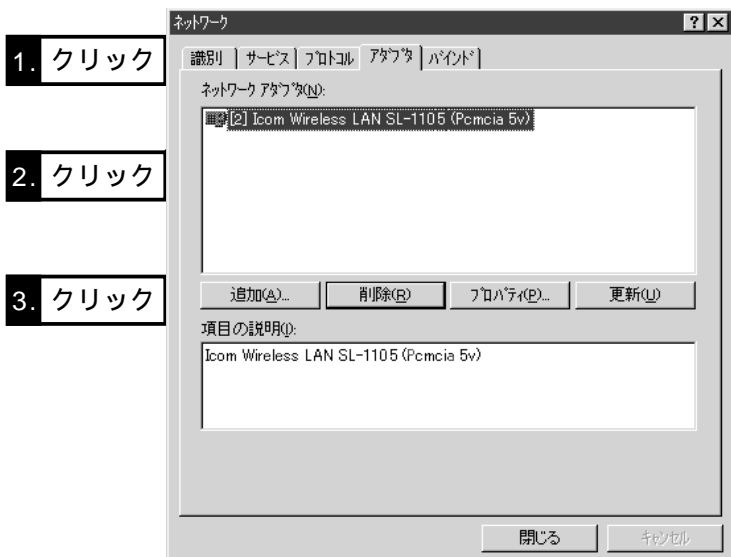 ネットワーク
1. クリック
識別 サービス プロトコル アダプタ バインド
ネットワーク アダプタ(N):
[2] Icom Wireless LAN SL-1105 (Pcmcia 5v)
2. クリック
3. クリック
追加(A)... 削除(R) プロパティ(P)... 更新(U)
項目の説明(I):
Icom Wireless LAN SL-1105 (Pcmcia 5v)
閉じる キャンセル